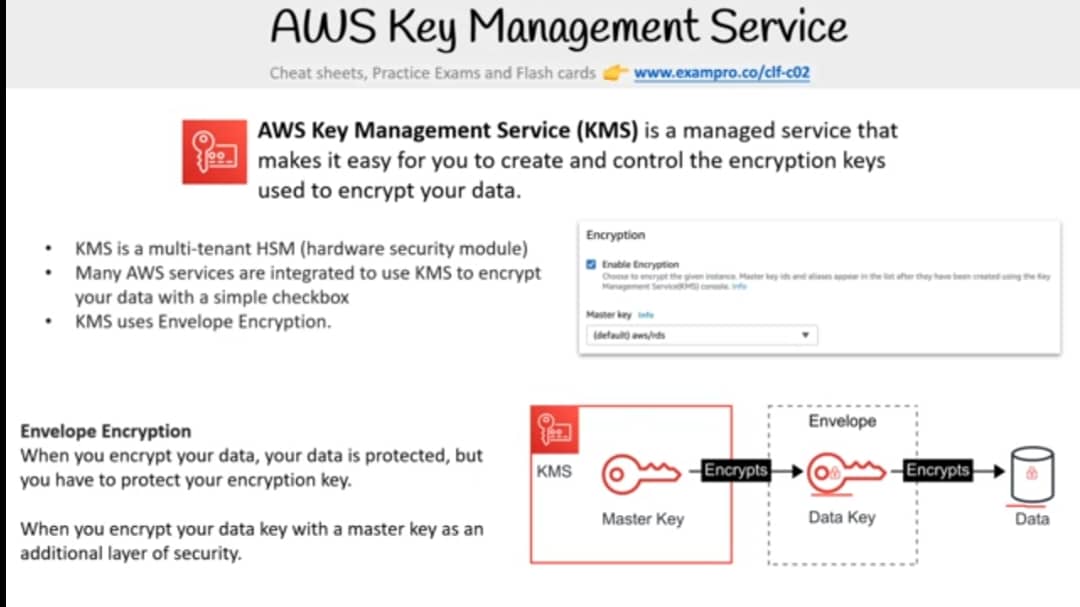 AWS Key Management Service
Cheat sheets, Practice Exams and Flash cards 👉 www.exampro.co/clf-c02
AWS Key Management Service (KMS) is a managed service that
makes it easy for you to create and control the encryption keys
used to encrypt your data.
• KMS is a multi-tenant HSM (hardware security module)
• Many AWS services are integrated to use KMS to encrypt
your data with a simple checkbox
• KMS uses Envelope Encryption.
Encryption
Enable Encryption
Choose to encrypt the given instance. Master key ids and aliases appear in the list after they have been created using the Key
Management Service(KMS) console. Info
Master key Info
(default) aws/rds
Envelope Encryption
When you encrypt your data, your data is protected, but
you have to protect your encryption key.
When you encrypt your data key with a master key as an
additional layer of security.
KMS
Master Key
Encrypts
Envelope
Data Key
Encrypts
Data